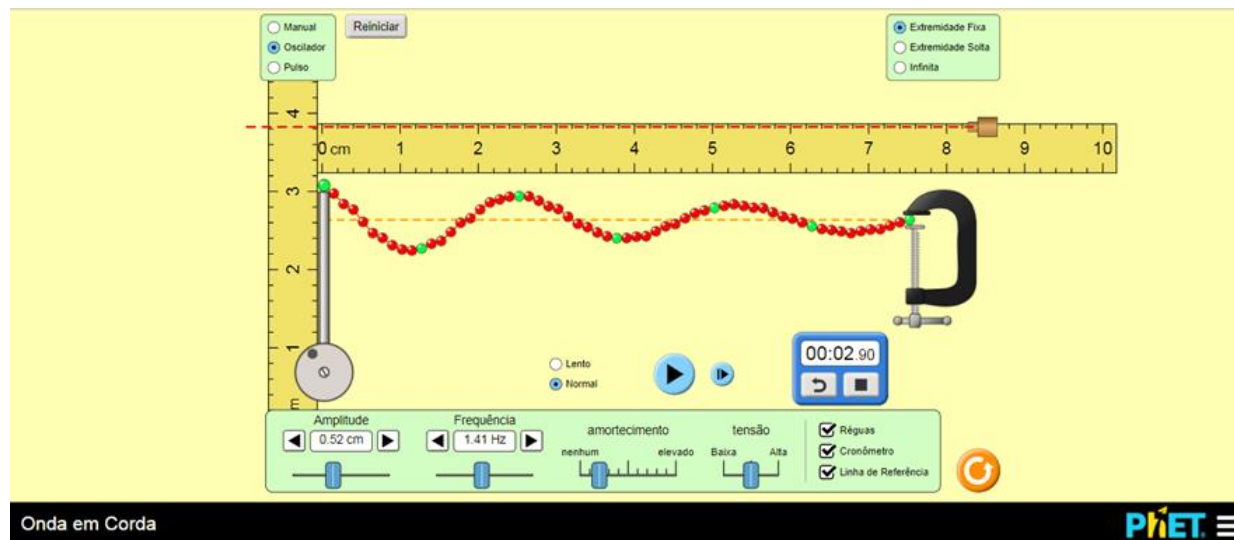 Manual
Oscilador
Pulso
Reiniciar
Extremidade Fixa
Extremidade Solta
Infinita
4
3
2
1
0 cm 1 2 3 4 5 6 7 8 9 10
Lento
Normal
00:02.90
Amplitude
0.52 cm
Frequência
1.41 Hz
amortecimento
nenhum elevado
tensão
Baixa Alta
Réguas
Cronômetro
Linha de Referência
Onda em Corda
PhET